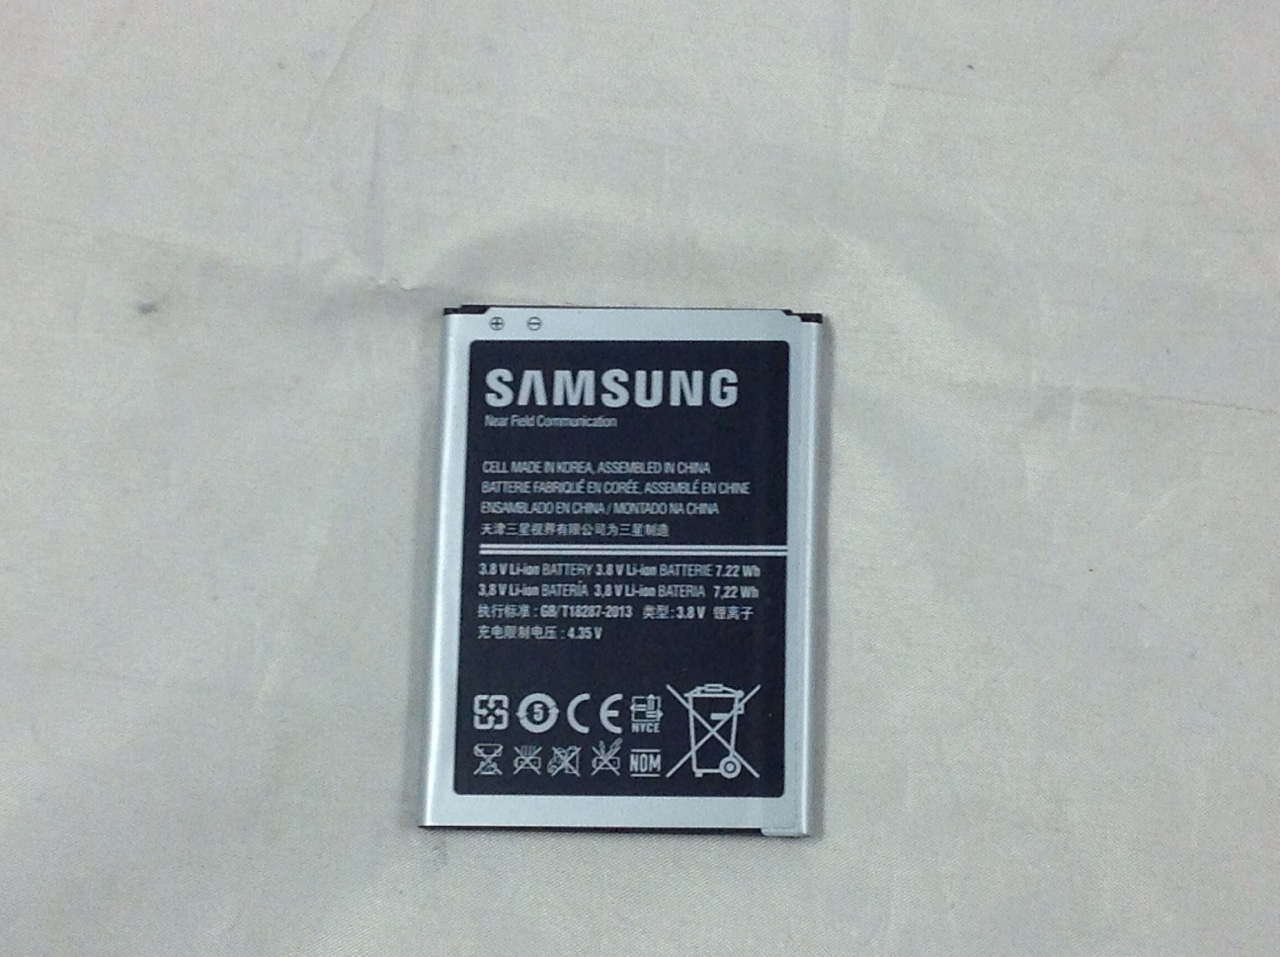 SAMSUNG
Near Field Communication
CELL MADE IN KOREA, ASSEMBLED IN CHINA
BATTERIE FABRIQUÉ EN CORÉE, ASSEMBLÉ EN CHINE
ENSAMBLADO EN CHINA / MONTADO NA CHINA
天津三星视界有限公司为三星制造
3.8 V Li-ion BATTERY 3.8 V Li-ion BATTERIE 7.22 Wh
3,8 V Li-ion BATERÍA 3,8 V Li-ion BATERIA 7,22 Wh
执行标准 : GB/T18287-2013 类型 : 3.8 V 锂离子
充电限制电压 : 4.35 V
5 CE NYCE
NOM